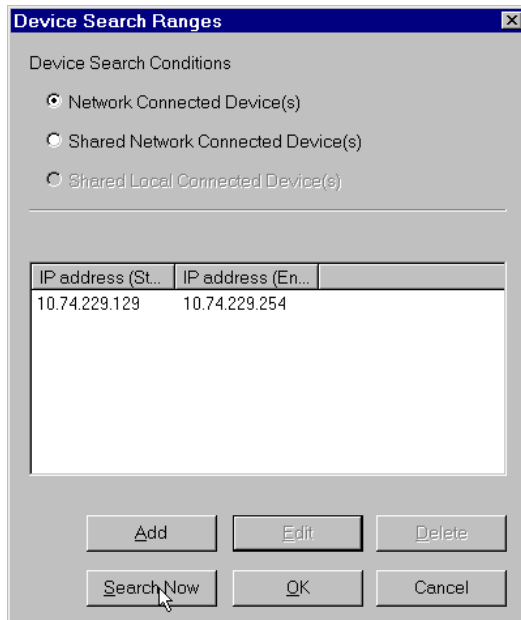 Device Search Ranges
Device Search Conditions
Network Connected Device(s)
Shared Network Connected Device(s)
Shared Local Connected Device(s)
IP address (St... IP address (En...
10.74.229.129 10.74.229.254
Add Edit Delete
Search Now OK Cancel